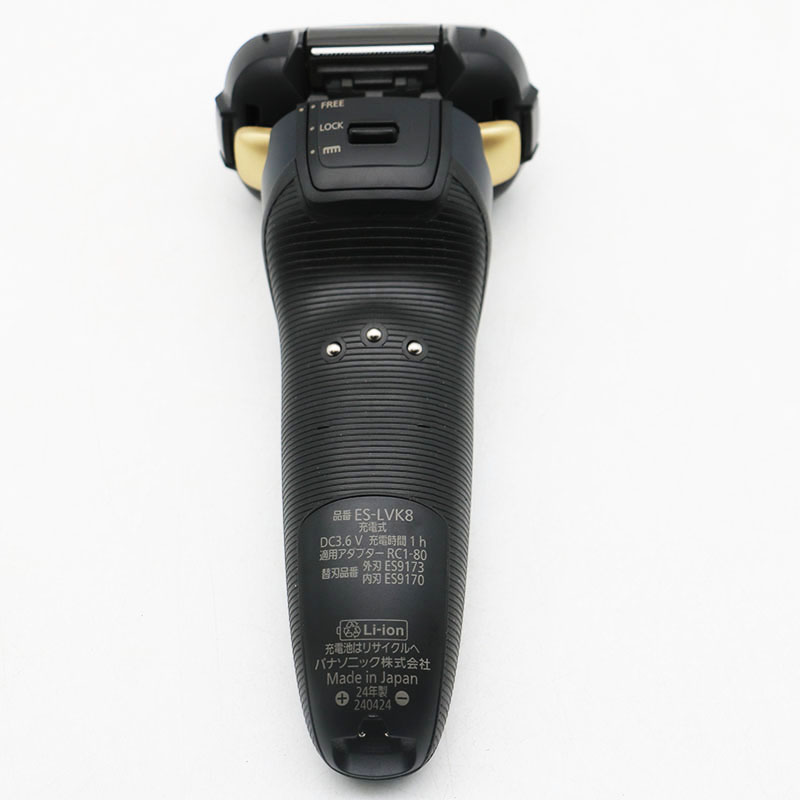 FREE
LOCK
品番 ES-LVK8
充電式
DC3.6 V 充電時間 1 h
適用アダプター RC1-80
替刃品番 外刃 ES9173
内刃 ES9170
Li-ion
充電池はリサイクルへ
パナソニック株式会社
Made in Japan
24年製
+ 240424 −